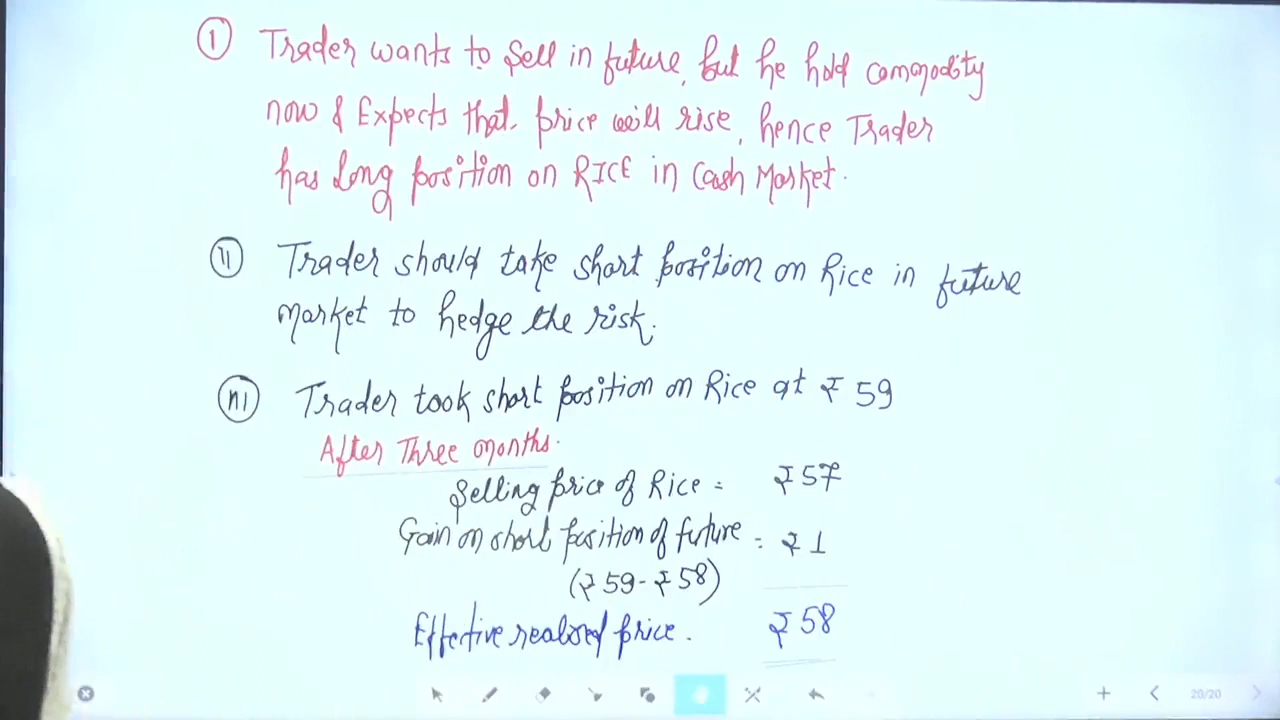 I Trader wants to sell in future, but he hold commodity
now & Expects that price will rise, hence Trader
has long position on RICE in Cash Market.
II Trader should take short position on Rice in future
market to hedge the risk.
III Trader took short position on Rice at ₹ 59
After Three months.
Selling price of Rice = ₹ 57
Gain on short position of future = ₹ 1
(₹ 59 - ₹ 58)
Effective realised price. ₹ 58
20/20